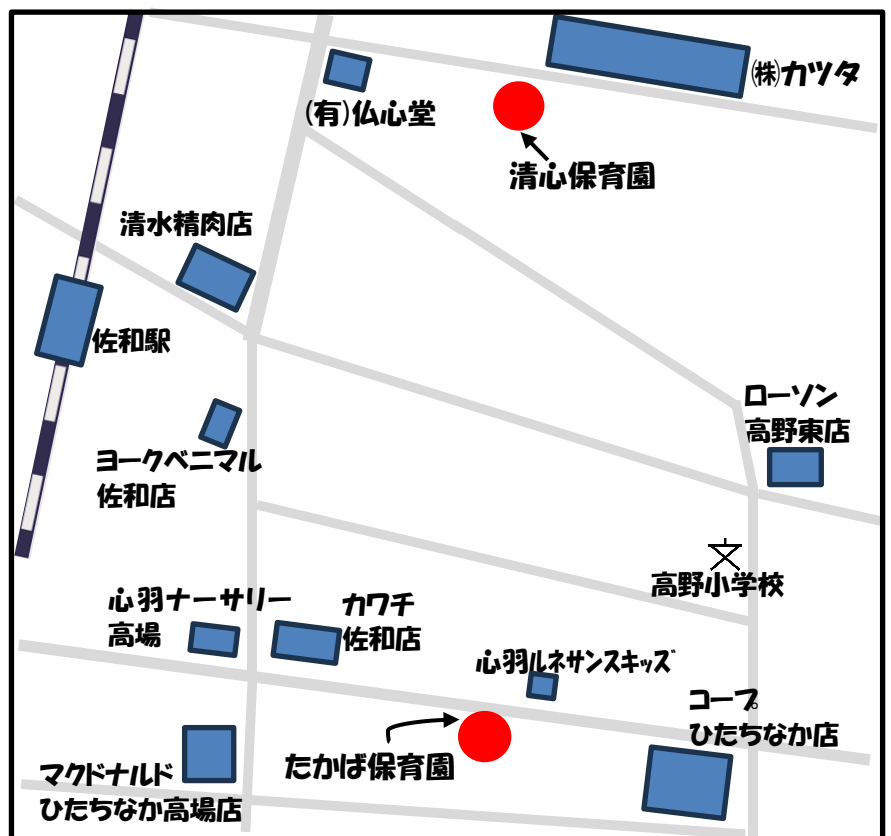 ㈱カツタ
(有)仏心堂
清心保育園
清水精肉店
佐和駅
ローソン
高野東店
ヨークベニマル
佐和店
高野小学校
心羽ナーサリー
高場
カワチ
佐和店
心羽ルネサンスキッズ
コープ
ひたちなか店
たかば保育園
マクドナルド
ひたちなか高場店